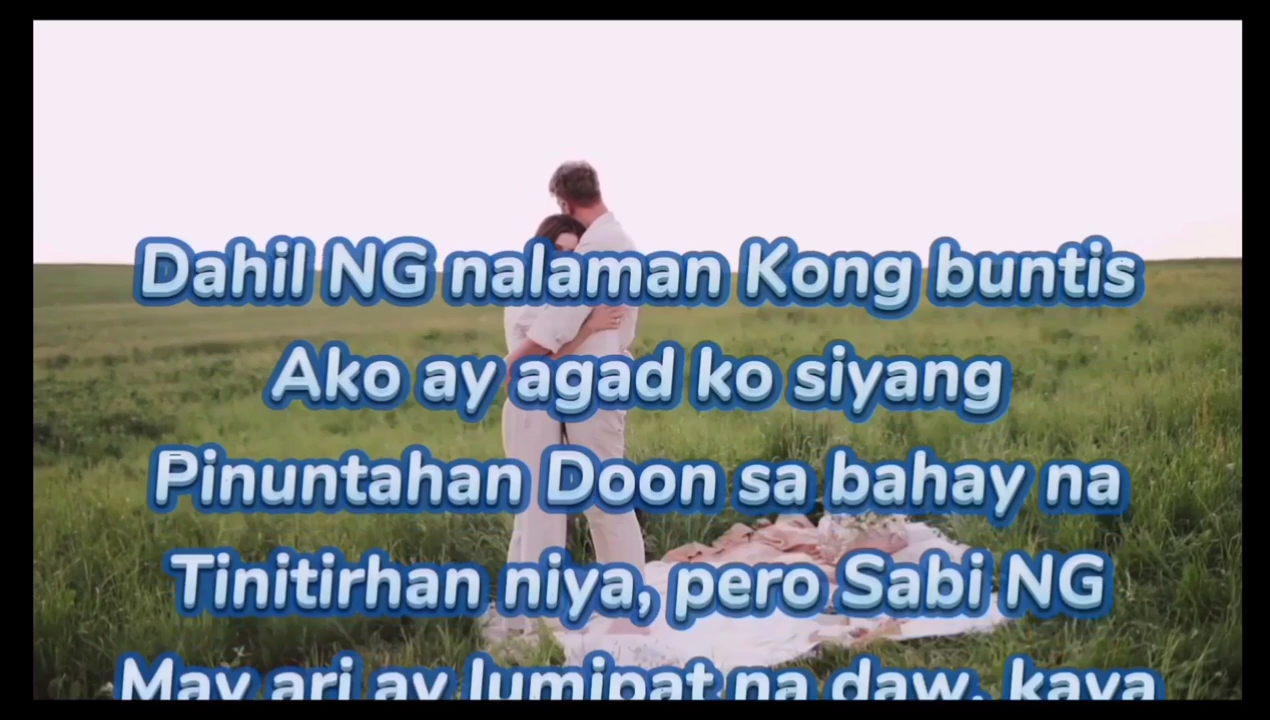 Dahil NG nalaman Kong buntis
Ako ay agad ko siyang
Pinuntahan Doon sa bahay na
Tinitirhan niya, pero Sabi NG
May ari ay lumipat na daw, kaya